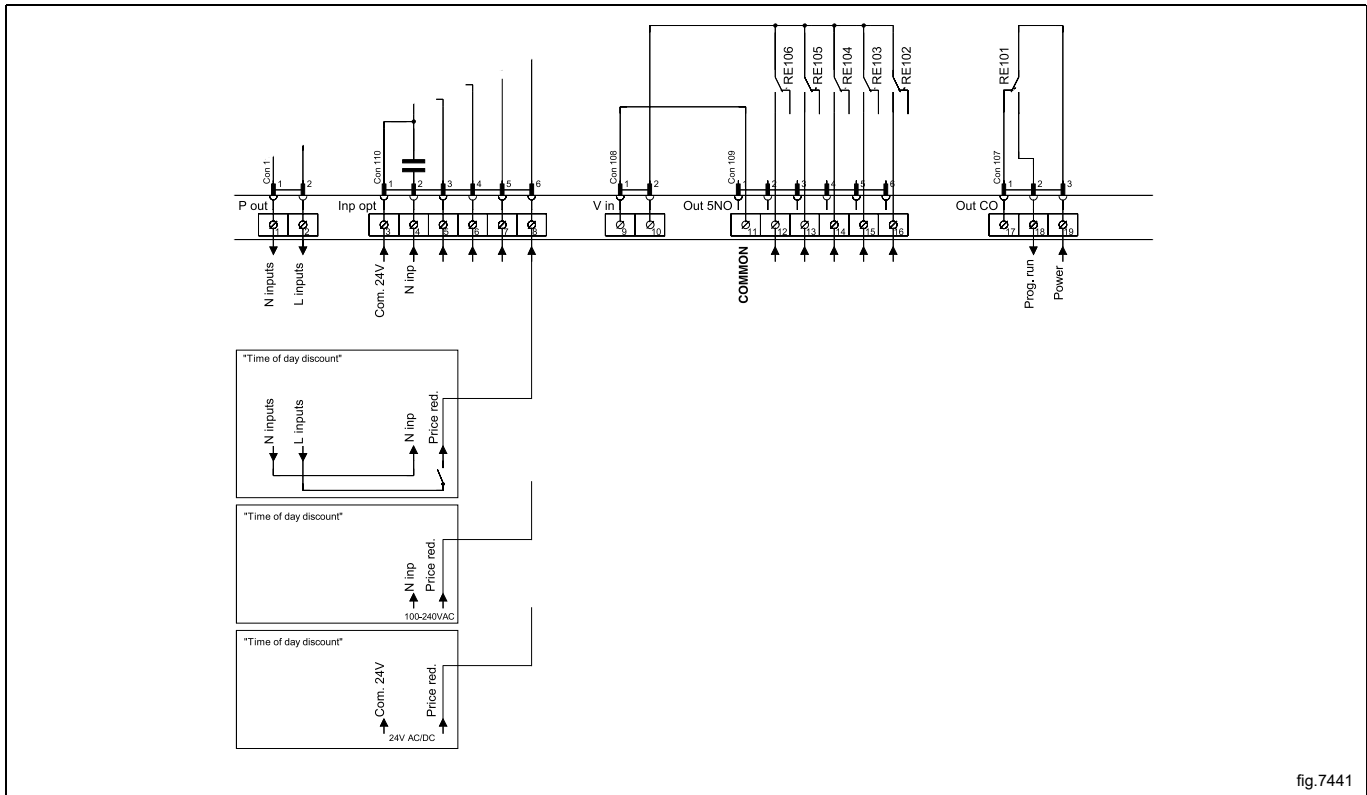 RE106
RE105
RE104
RE103
RE102
RE101
Con 1
Con 110
Con 108
Con 109
Con 107
1 2
1 2 3 4 5 6
1 2
1 2 3 4 5 6
1 2 3
P out
Inp opt
V in
Out 5NO
Out CO
1 2
3 4 5 6 7 8
9 10
11 12 13 14 15 16
17 18 19
N inputs
L inputs
Com. 24V
N inp
COMMON
Prog. run
Power
"Time of day discount"
N inputs
L inputs
N inp
Price red.
"Time of day discount"
N inp
Price red.
100-240VAC
"Time of day discount"
Com. 24V
Price red.
24V AC/DC
fig.7441